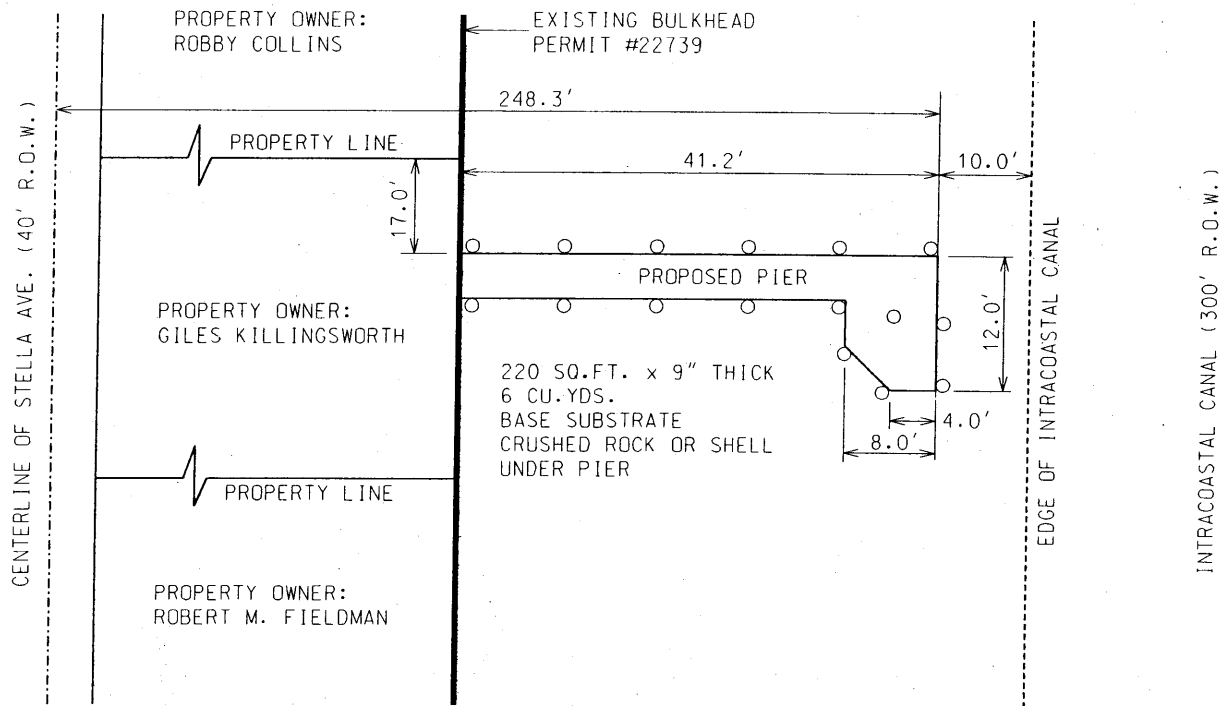 PROPERTY OWNER:
ROBBY COLLINS
EXISTING BULKHEAD
PERMIT #22739
248.3'
PROPERTY LINE
41.2'
10.0'
17.0'
PROPOSED PIER
PROPERTY OWNER:
GILES KILLINGSWORTH
12.0'
220 SQ.FT. x 9" THICK
6 CU.YDS.
BASE SUBSTRATE
CRUSHED ROCK OR SHELL
UNDER PIER
4.0'
8.0'
PROPERTY LINE
PROPERTY OWNER:
ROBERT M. FIELDMAN
CENTERLINE OF STELLA AVE. (40' R.O.W.)
EDGE OF INTRACOASTAL CANAL
INTRACOASTAL CANAL (300' R.O.W.)